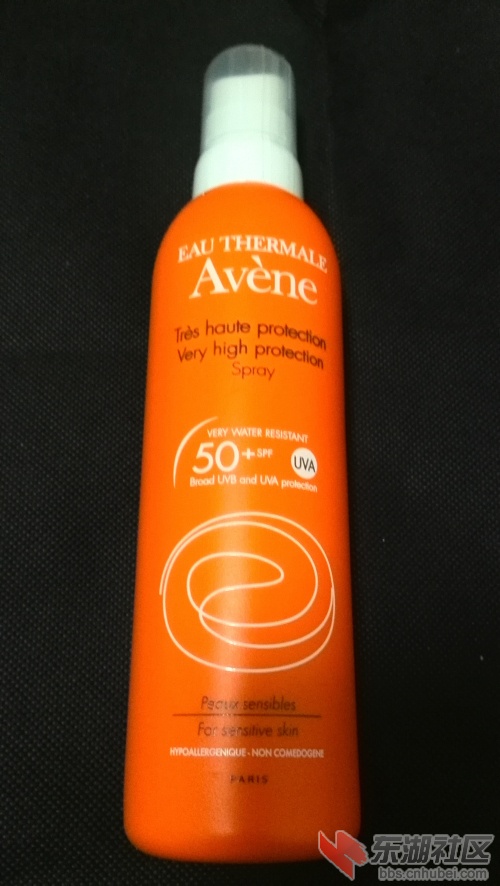 EAU THERMALE
Avène
Très haute protection
Very high protection
Spray
VERY WATER RESISTANT
50+ SPF UVA
Broad UVB and UVA protection
Peaux sensibles
For sensitive skin
HYPOALLERGENIQUE - NON COMEDOGENE
PARIS
东湖社区
bbs.cnhubei.com